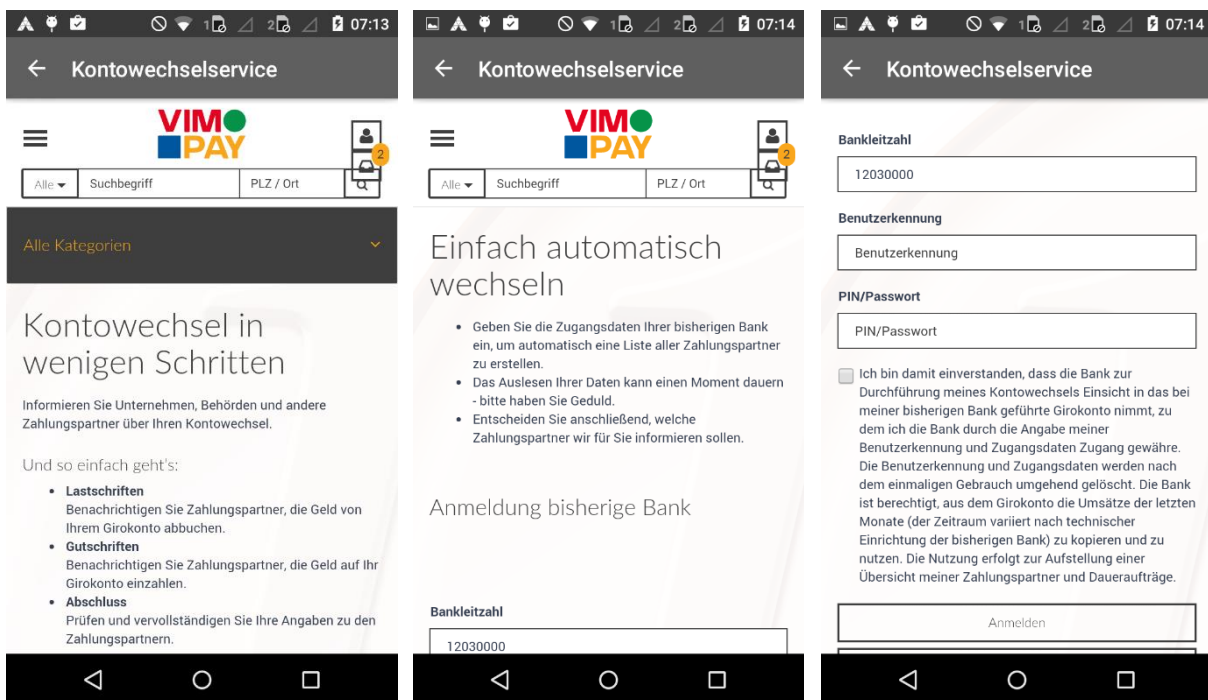 1 2 07:13
Kontowechselservice
VIMO
PAY
2
Alle Suchbegriff PLZ / Ort
Alle Kategorien
Kontowechsel in
wenigen Schritten
Informieren Sie Unternehmen, Behörden und andere
Zahlungspartner über Ihren Kontowechsel.
Und so einfach geht's:
• Lastschriften
Benachrichtigen Sie Zahlungspartner, die Geld von
Ihrem Girokonto abbuchen.
• Gutschriften
Benachrichtigen Sie Zahlungspartner, die Geld auf Ihr
Girokonto einzahlen.
• Abschluss
Prüfen und vervollständigen Sie Ihre Angaben zu den
Zahlungspartnern.
1 2 07:14
Kontowechselservice
VIMO
PAY
2
Alle Suchbegriff PLZ / Ort
Einfach automatisch
wechseln
• Geben Sie die Zugangsdaten Ihrer bisherigen Bank
ein, um automatisch eine Liste aller Zahlungspartner
zu erstellen.
• Das Auslesen Ihrer Daten kann einen Moment dauern
- bitte haben Sie Geduld.
• Entscheiden Sie anschließend, welche
Zahlungspartner wir für Sie informieren sollen.
Anmeldung bisherige Bank
Bankleitzahl
12030000
1 2 07:14
Kontowechselservice
Bankleitzahl
12030000
Benutzerkennung
Benutzerkennung
PIN/Passwort
PIN/Passwort
Ich bin damit einverstanden, dass die Bank zur
Durchführung meines Kontowechsels Einsicht in das bei
meiner bisherigen Bank geführte Girokonto nimmt, zu
dem ich die Bank durch die Angabe meiner
Benutzerkennung und Zugangsdaten Zugang gewähre.
Die Benutzerkennung und Zugangsdaten werden nach
dem einmaligen Gebrauch umgehend gelöscht. Die Bank
ist berechtigt, aus dem Girokonto die Umsätze der letzten
Monate (der Zeitraum variiert nach technischer
Einrichtung der bisherigen Bank) zu kopieren und zu
nutzen. Die Nutzung erfolgt zur Aufstellung einer
Übersicht meiner Zahlungspartner und Daueraufträge.
Anmelden